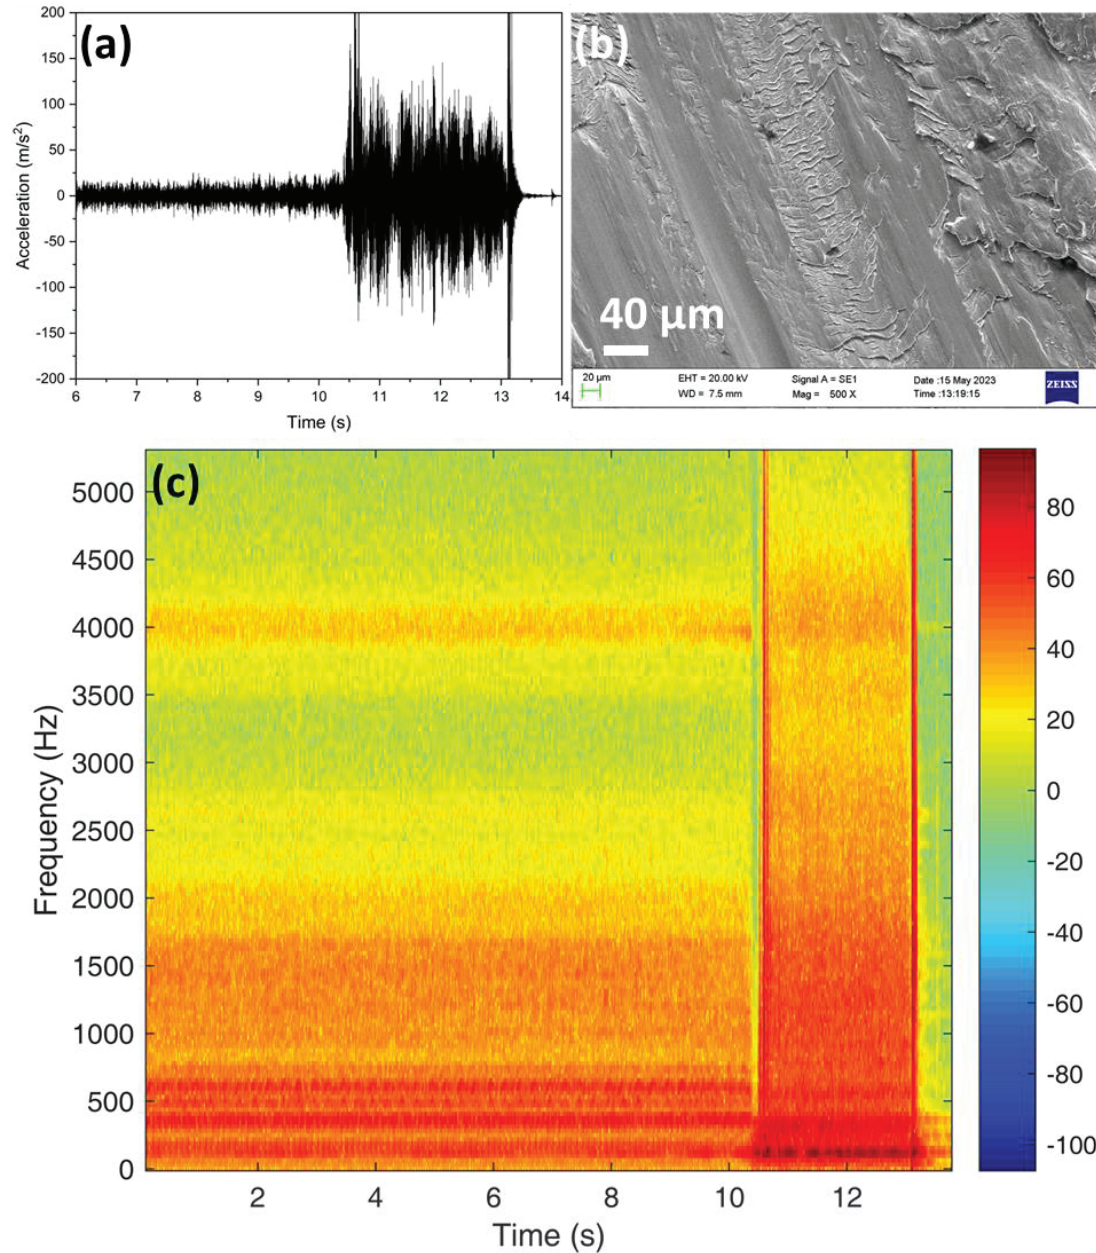 (a)
200
150
100
50
0
-50
-100
-150
-200
Acceleration (m/s²)
6 7 8 9 10 11 12 13 14
Time (s)
(b)
40 µm
20 µm
EHT = 20.00 kV Signal A = SE1 Date :15 May 2023
WD = 7.5 mm Mag = 500 X Time :13:19:15
ZEISS
(c)
5000
4500
4000
3500
3000
2500
2000
1500
1000
500
0
Frequency (Hz)
2 4 6 8 10 12
Time (s)
80
60
40
20
0
-20
-40
-60
-80
-100